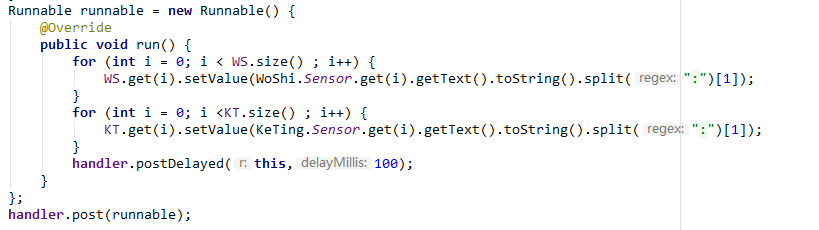 Runnable runnable = new Runnable() {
    @Override
    public void run() {
        for (int i = 0; i < WS.size() ; i++) {
            WS.get(i).setValue(WoShi.Sensor.get(i).getText().toString().split( regex: ":")[1]);
        }
        for (int i = 0; i <KT.size() ; i++) {
            KT.get(i).setValue(KeTing.Sensor.get(i).getText().toString().split( regex: ":")[1]);
        }
        handler.postDelayed( r: this, delayMillis: 100);
    }
};
handler.post(runnable);